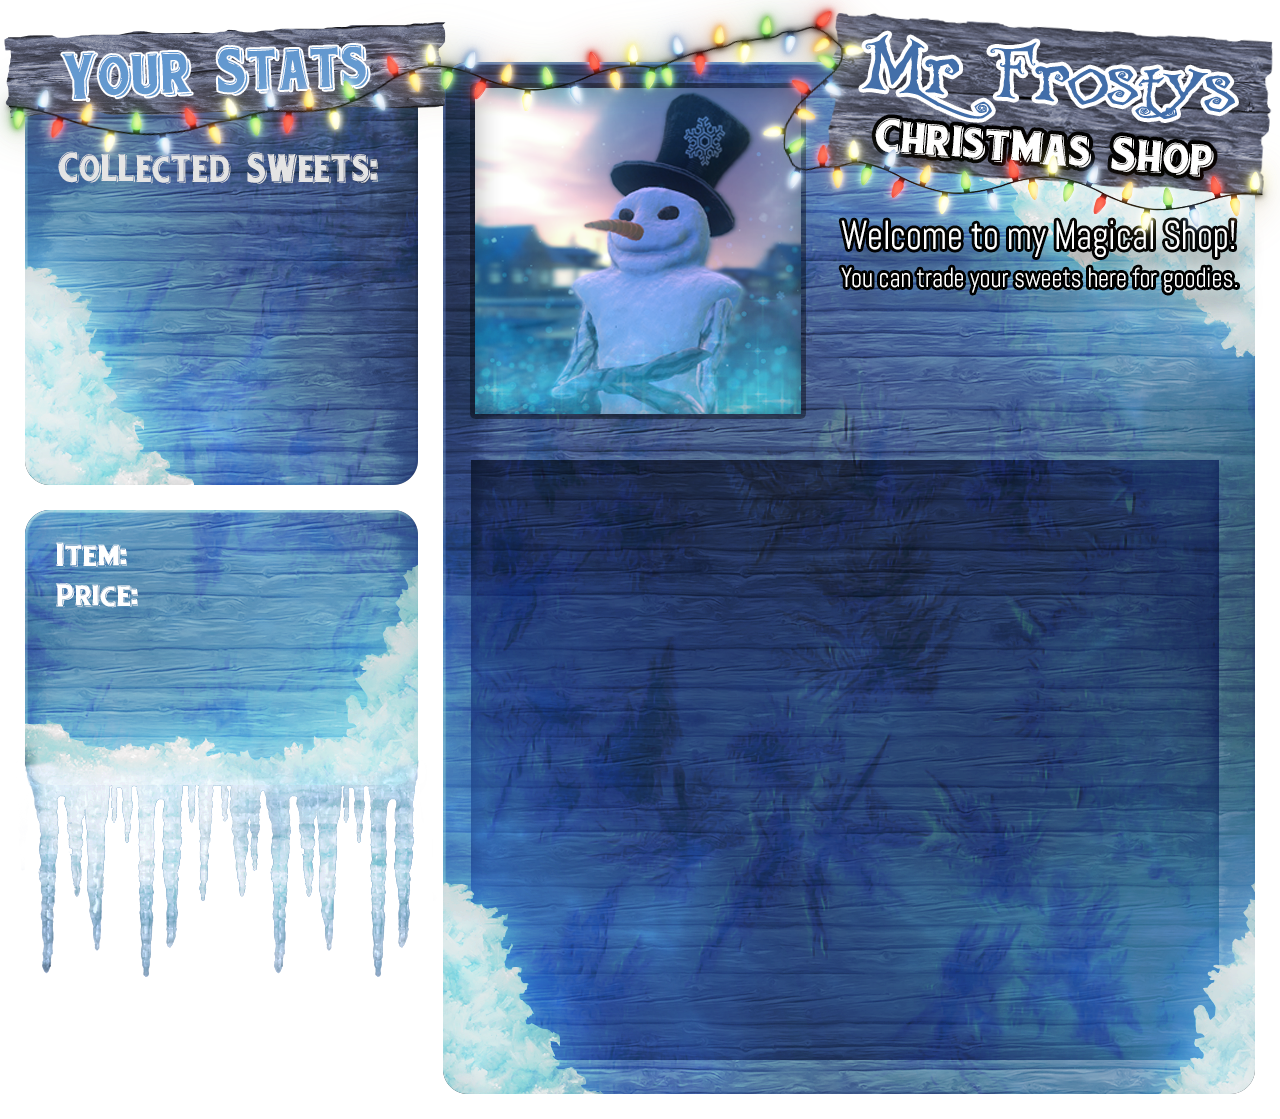 Your Stats
Collected Sweets:
Item:
Price:
Mr Frostys
Christmas Shop
Welcome to my Magical Shop!
You can trade your sweets here for goodies.